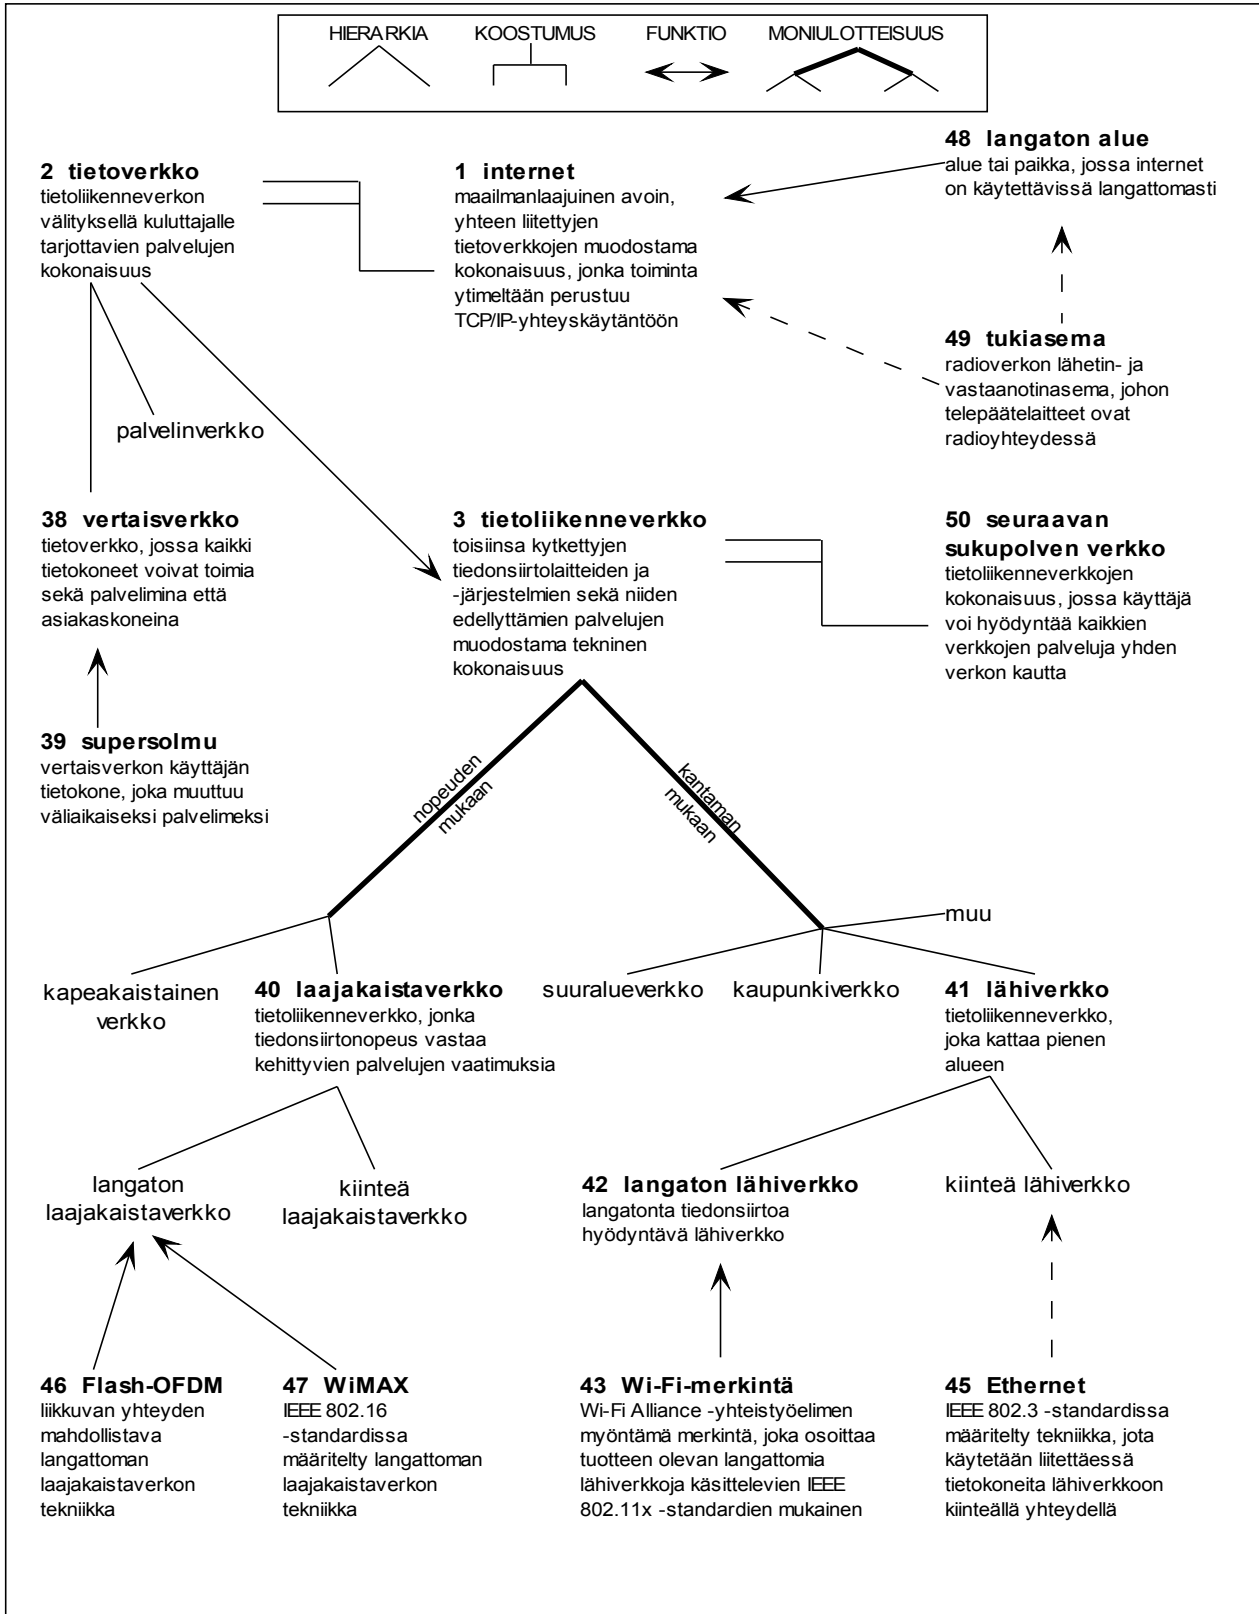 HIERARKIA
KOOSTUMUS
FUNKTIO
MONIULOTTEISUUS
2 tietoverkko
tietoliikenneverkon
välityksellä kuluttajalle
tarjottavien palvelujen
kokonaisuus
1 internet
maailmanlaajuinen avoin,
yhteen liitettyjen
tietoverkkojen muodostama
kokonaisuus, jonka toiminta
ytimeltään perustuu
TCP/IP-yhteyskäytäntöön
48 langaton alue
alue tai paikka, jossa internet
on käytettävissä langattomasti
49 tukiasema
radioverkon lähetin- ja
vastaanotinasema, johon
telepäätelaitteet ovat
radioyhteydessä
palvelinverkko
38 vertaisverkko
tietoverkko, jossa kaikki
tietokoneet voivat toimia
sekä palvelimina että
asiakaskoneina
3 tietoliikenneverkko
toisiinsa kytkettyjen
tiedonsiirtolaitteiden ja
-järjestelmien sekä niiden
edellyttämien palvelujen
muodostama tekninen
kokonaisuus
50 seuraavan
sukupolven verkko
tietoliikenneverkkojen
kokonaisuus, jossa käyttäjä
voi hyödyntää kaikkien
verkkojen palveluja yhden
verkon kautta
39 supersolmu
vertaisverkon käyttäjän
tietokone, joka muuttuu
väliaikaiseksi palvelimeksi
nopeuden
mukaan
kantaman
mukaan
muu
kapeakaistainen
verkko
40 laajakaistaverkko
tietoliikenneverkko, jonka
tiedonsiirtonopeus vastaa
kehittyvien palvelujen vaatimuksia
suuralueverkko
kaupunkiverkko
41 lähiverkko
tietoliikenneverkko,
joka kattaa pienen
alueen
langaton
laajakaistaverkko
kiinteä
laajakaistaverkko
42 langaton lähiverkko
langatonta tiedonsiirtoa
hyödyntävä lähiverkko
kiinteä lähiverkko
46 Flash-OFDM
liikkuvan yhteyden
mahdollistava
langattoman
laajakaistaverkon
tekniikka
47 WiMAX
IEEE 802.16
-standardissa
määritelty langattoman
laajakaistaverkon
tekniikka
43 Wi-Fi-merkintä
Wi-Fi Alliance -yhteistyöelimen
myöntämä merkintä, joka osoittaa
tuotteen olevan langattomia
lähiverkkoja käsittelevien IEEE
802.11x -standardien mukainen
45 Ethernet
IEEE 802.3 -standardissa
määritelty tekniikka, jota
käytetään liitettäessä
tietokoneita lähiverkkoon
kiinteällä yhteydellä